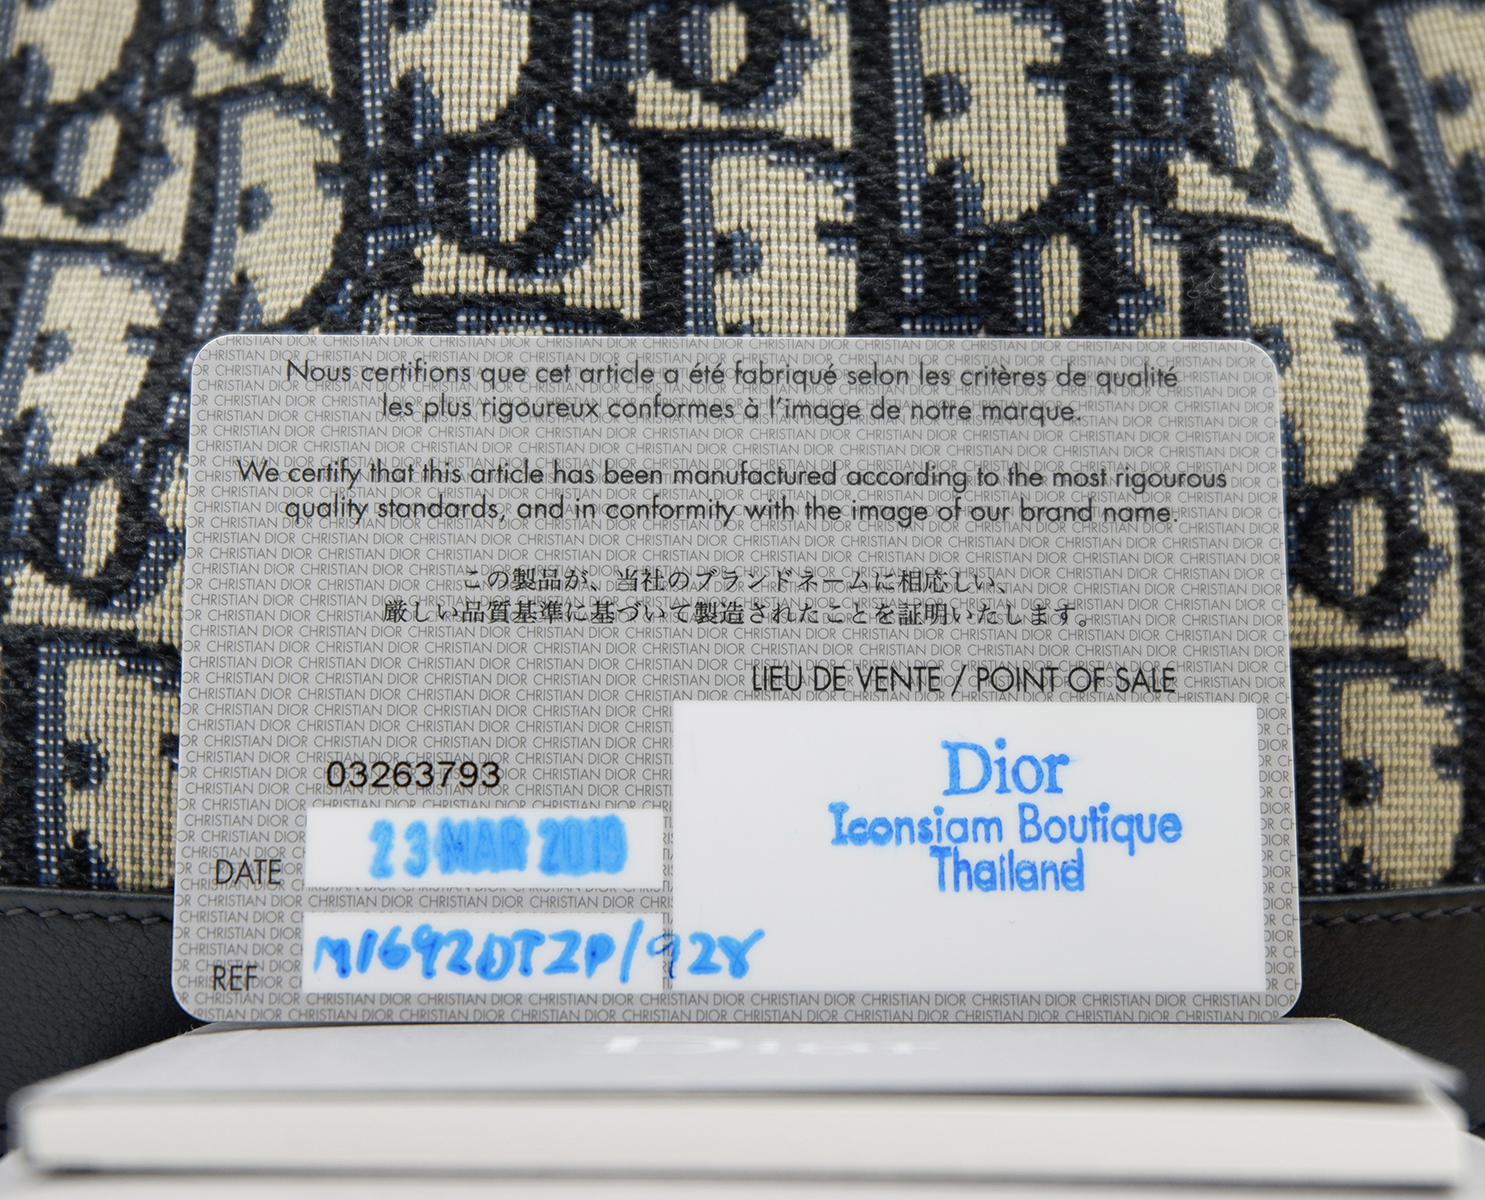 Nous certifions que cet article a été fabriqué selon les critères de qualité
les plus rigoureux conformes à l'image de notre marque.
We certify that this article has been manufactured according to the most rigourous
quality standards, and in conformity with the image of our brand name.
この製品が、当社のブランドネームに相応しい、
厳しい品質基準に基づいて製造されたことを証明いたします。
LIEU DE VENTE / POINT OF SALE
Dior
Iconsiam Boutique
Thailand
03263793
DATE 23 MAR 2019
REF M1692DTZP/928
Dior